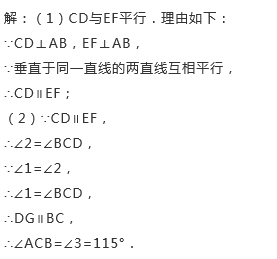 解：（1）CD与EF平行．理由如下：
∵CD⊥AB，EF⊥AB，
∵垂直于同一直线的两直线互相平行，
∴CD∥EF；
（2）∵CD∥EF，
∴∠2=∠BCD，
∵∠1=∠2，
∴∠1=∠BCD，
∴DG∥BC，
∴∠ACB=∠3=115°．